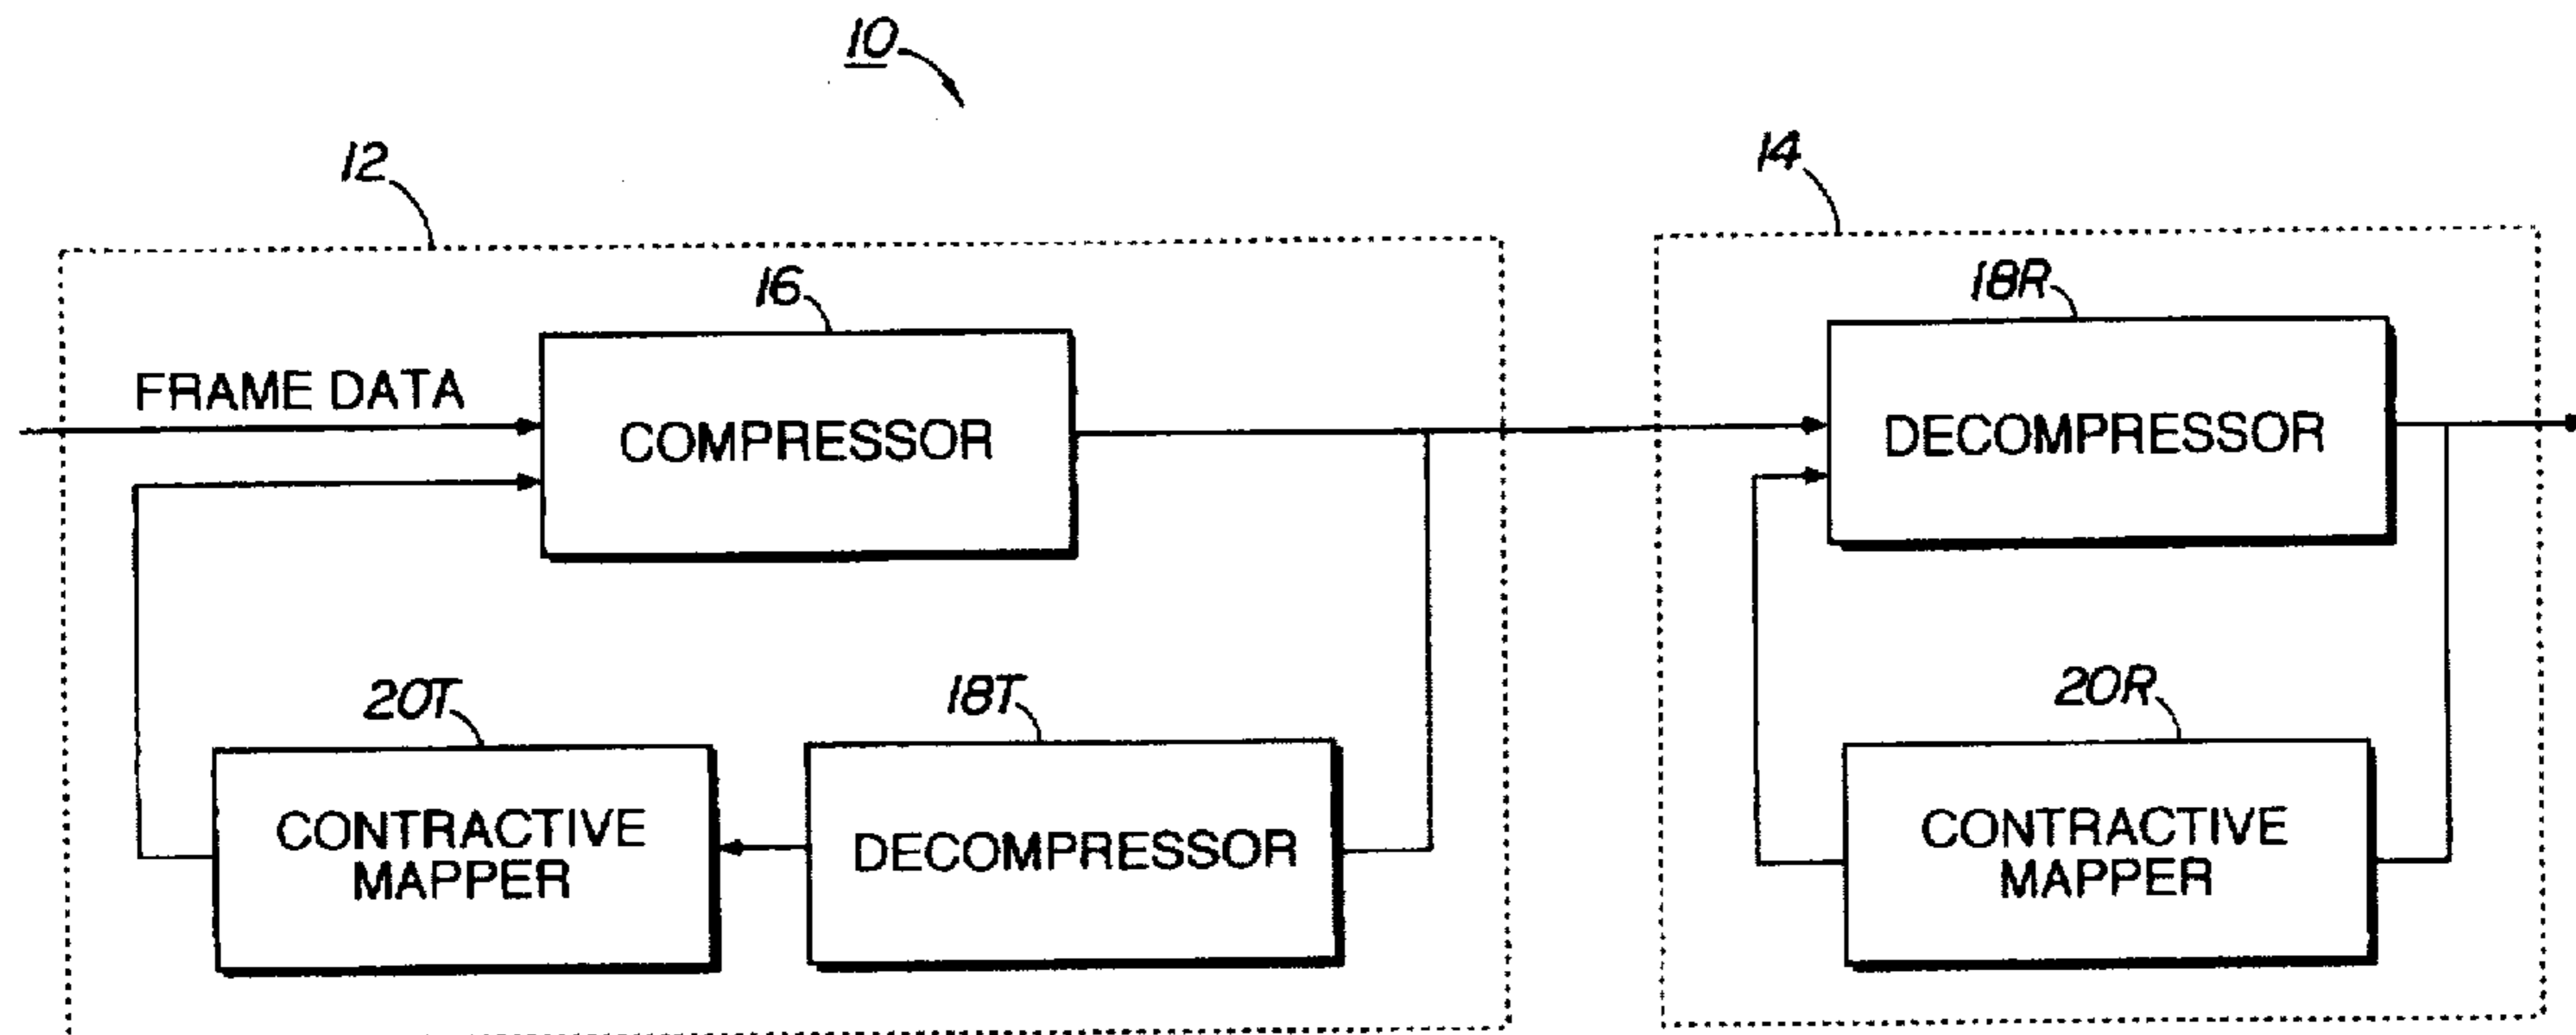 10
12
14
16
18R
FRAME DATA
COMPRESSOR
DECOMPRESSOR
20T
18T
20R
CONTRACTIVE
MAPPER
DECOMPRESSOR
CONTRACTIVE
MAPPER